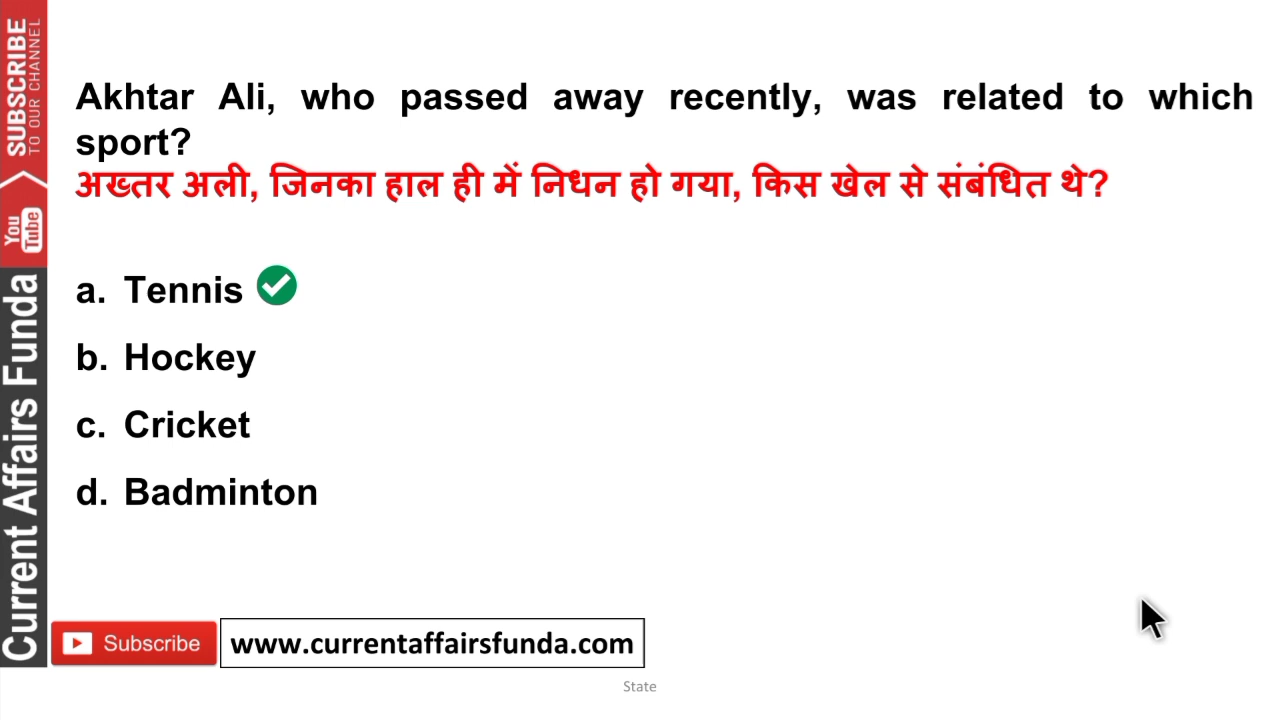 Akhtar Ali, who passed away recently, was related to which
sport?
अख्तर अली, जिनका हाल ही में निधन हो गया, किस खेल से संबंधित थे?
a. Tennis
b. Hockey
c. Cricket
d. Badminton
SUBSCRIBE
TO OUR CHANNEL
You
Tube
Current Affairs Funda
Subscribe
www.currentaffairsfunda.com
State